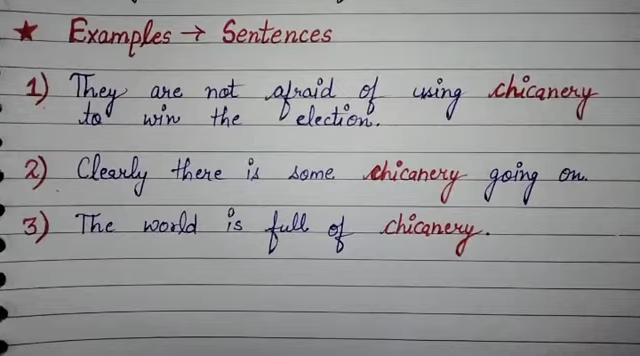 ★ Examples → Sentences
1) They are not afraid of using chicanery
to win the election.
2) Clearly there is some chicanery going on.
3) The world is full of chicanery.